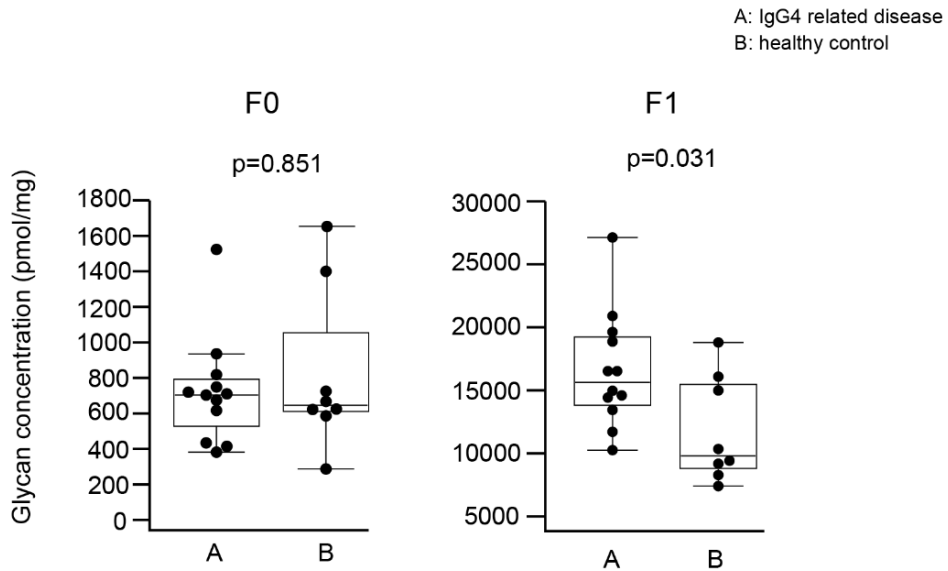 A: IgG4 related disease
B: healthy control
F0
F1
p=0.851
p=0.031
Glycan concentration (pmol/mg)
1800
1600
1400
1200
1000
800
600
400
200
0
A
B
30000
25000
20000
15000
10000
5000
A
B